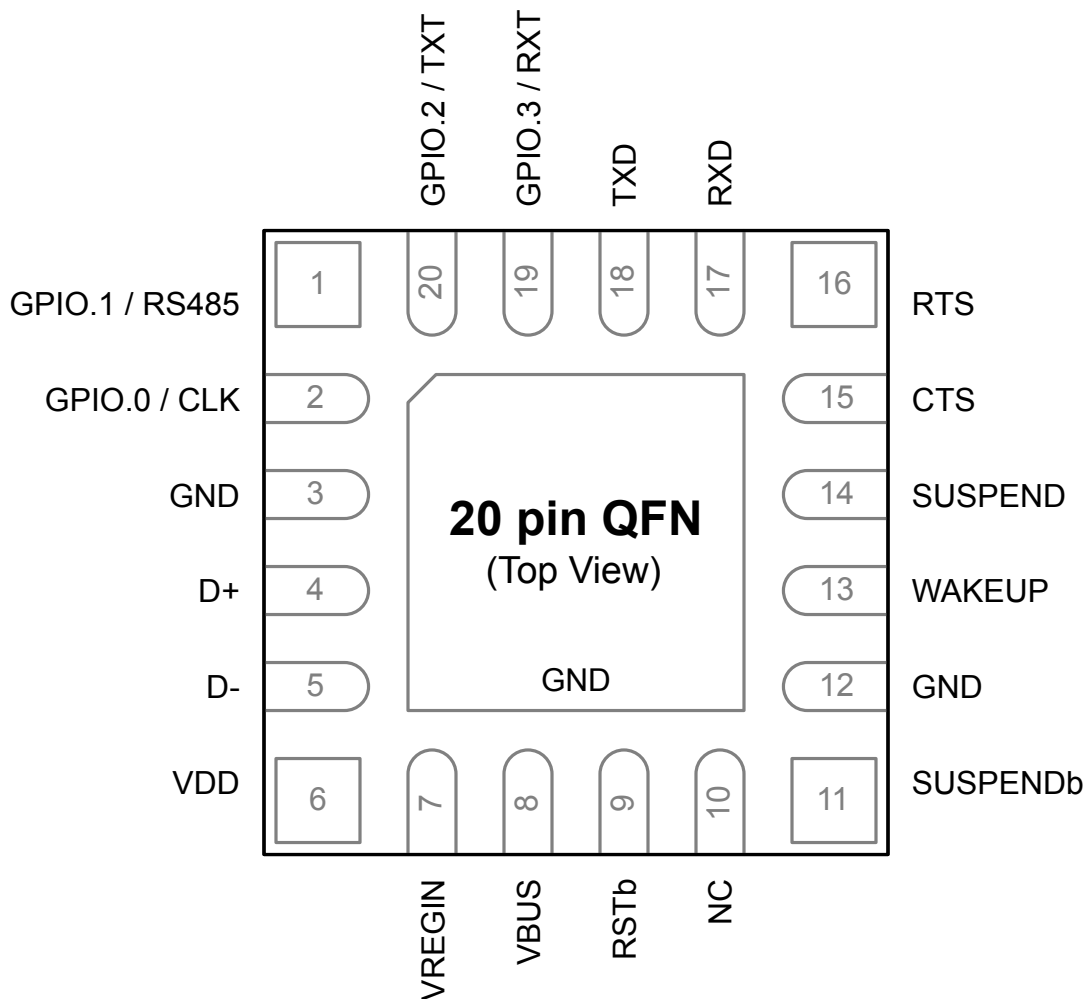 GPIO.2 / TXT
GPIO.3 / RXT
TXD
RXD
1
20
19
18
17
16
GPIO.1 / RS485
RTS
GPIO.0 / CLK
2
15
CTS
GND
3
14
SUSPEND
20 pin QFN
(Top View)
D+
4
13
WAKEUP
D-
5
GND
12
GND
VDD
6
7
8
9
10
11
SUSPENDb
VREGIN
VBUS
RSTb
NC